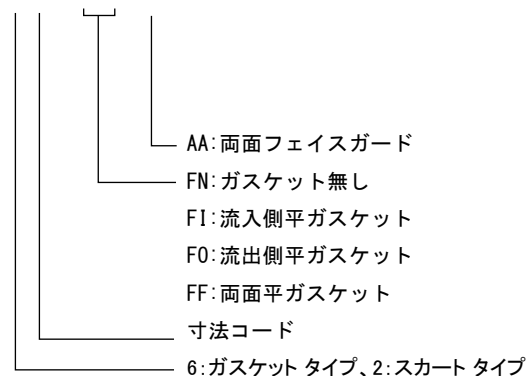 AA:両面フェイスガード
FN:ガスケット無し
FI:流入側平ガスケット
FO:流出側平ガスケット
FF:両面平ガスケット
寸法コード
6:ガスケット タイプ、2:スカート タイプ